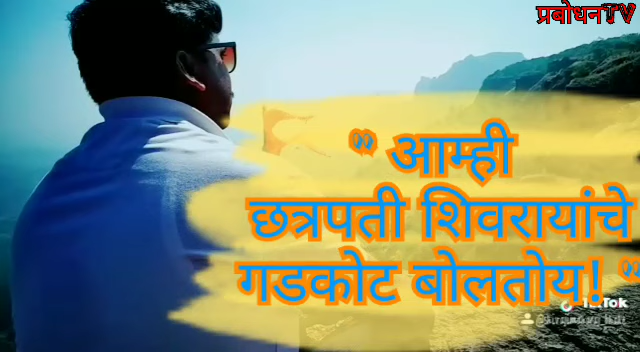 प्रबोधनTV
" आम्ही
छत्रपती शिवरायांचे
गडकोट बोलतोय! "
TikTok